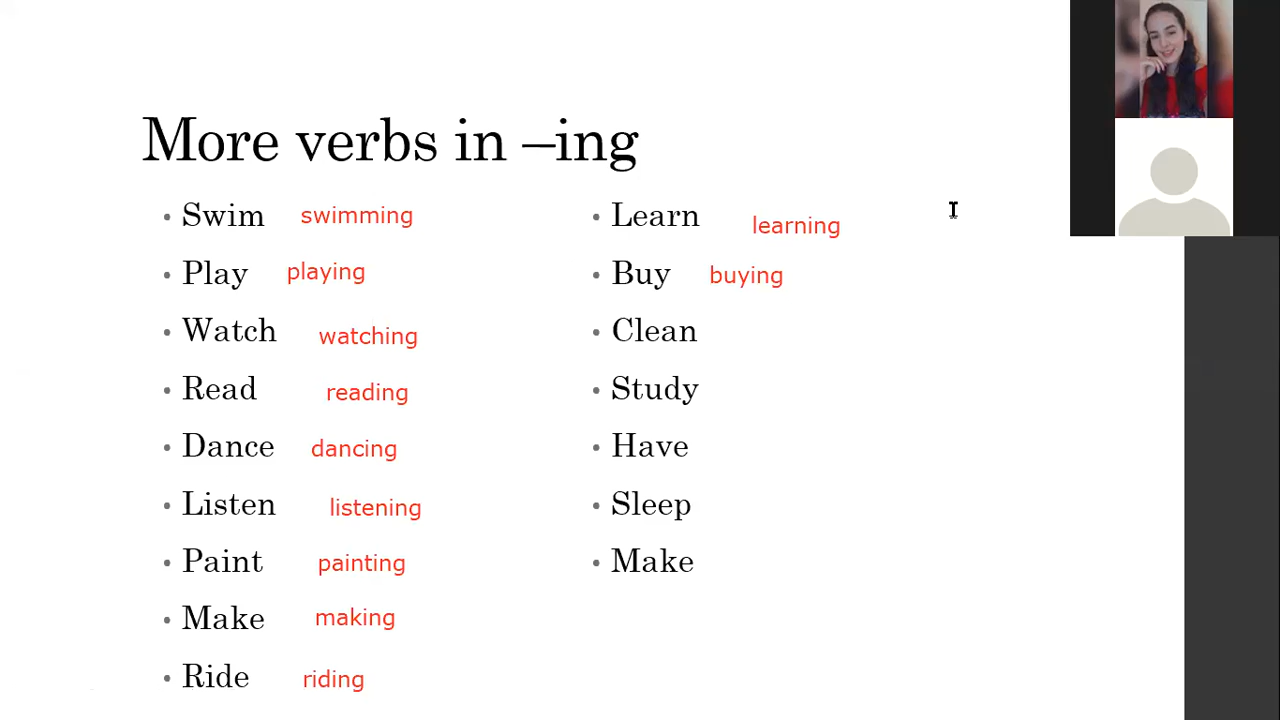 More verbs in –ing
• Swim swimming
• Play playing
• Watch watching
• Read reading
• Dance dancing
• Listen listening
• Paint painting
• Make making
• Ride riding
• Learn learning
• Buy buying
• Clean
• Study
• Have
• Sleep
• Make